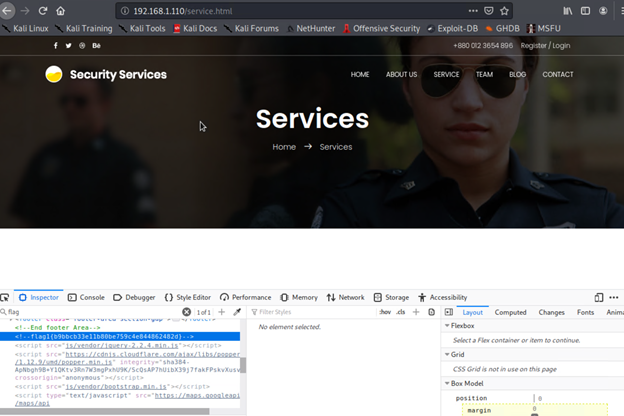 192.168.1.110/service.html
Kali Linux Kali Training Kali Tools Kali Docs Kali Forums NetHunter Offensive Security Exploit-DB GHDB MSFU
+880 012 3654 896 Register / Login
Security Services
HOME ABOUT US SERVICE TEAM BLOG CONTACT
Services
Home → Services
Inspector Console Debugger Style Editor Performance Memory Network Storage Accessibility
flag 1 of 1 Filter Styles :hov .cls Layout Computed Changes Fonts Anima
<!--End footer Area-->
<!--flag1{b9bbcb33e11b80be759c4e844862482d}-->
<script src="js/vendor/jquery-2.2.4.min.js"></script>
<script src="https://cdnjs.cloudflare.com/ajax/libs/popper
/1.12.9/umd/popper.min.js" integrity="sha384-
ApNbgh9B+Y1QKtv3Rn7W3mgPxhU9K/ScQsAP7hUibX39j7fakFPskvXusv
crossorigin="anonymous"></script>
<script src="js/vendor/bootstrap.min.js"></script>
<script type="text/javascript" src="https://maps.googleapi
/maps/api
No element selected.
Flexbox
Select a Flex container or item to continue.
Grid
CSS Grid is not in use on this page
Box Model
position 0
margin 0